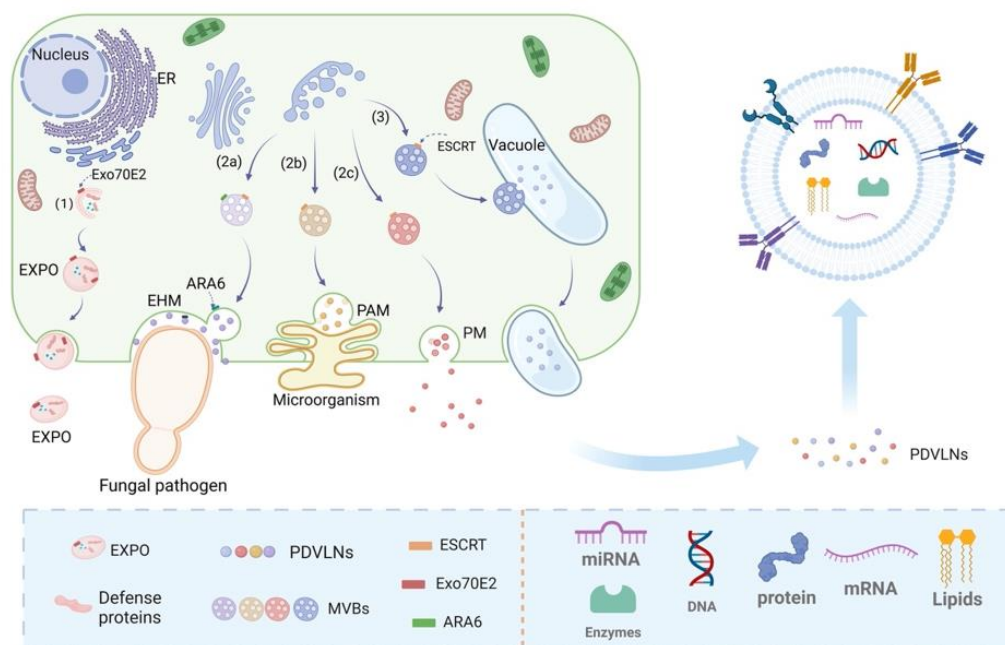 Nucleus
ER
Exo70E2
(1)
EXPO
EXPO
(2a)
(2b)
(2c)
(3)
ESCRT
Vacuole
ARA6
EHM
PAM
PM
Microorganism
Fungal pathogen
PDVLNs
EXPO
Defense
proteins
PDVLNs
MVBs
ESCRT
Exo70E2
ARA6
miRNA
Enzymes
DNA
protein
mRNA
Lipids